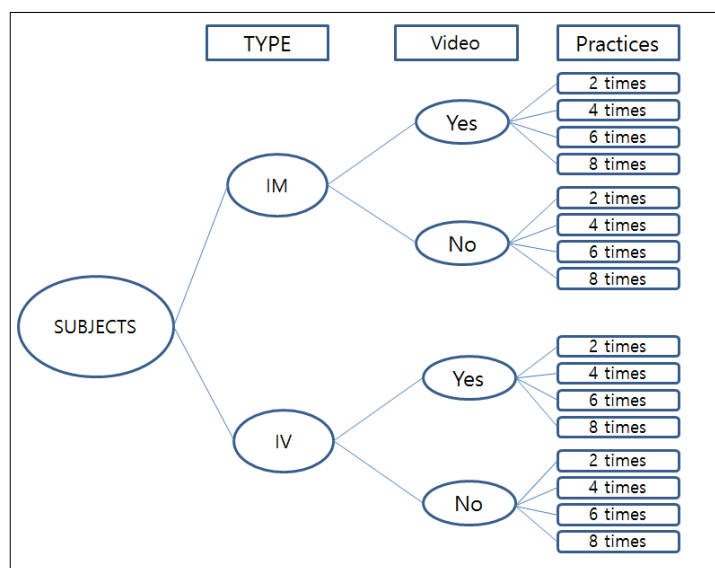 TYPE
Video
Practices
SUBJECTS
IM
Yes
2 times
4 times
6 times
8 times
No
2 times
4 times
6 times
8 times
IV
Yes
2 times
4 times
6 times
8 times
No
2 times
4 times
6 times
8 times